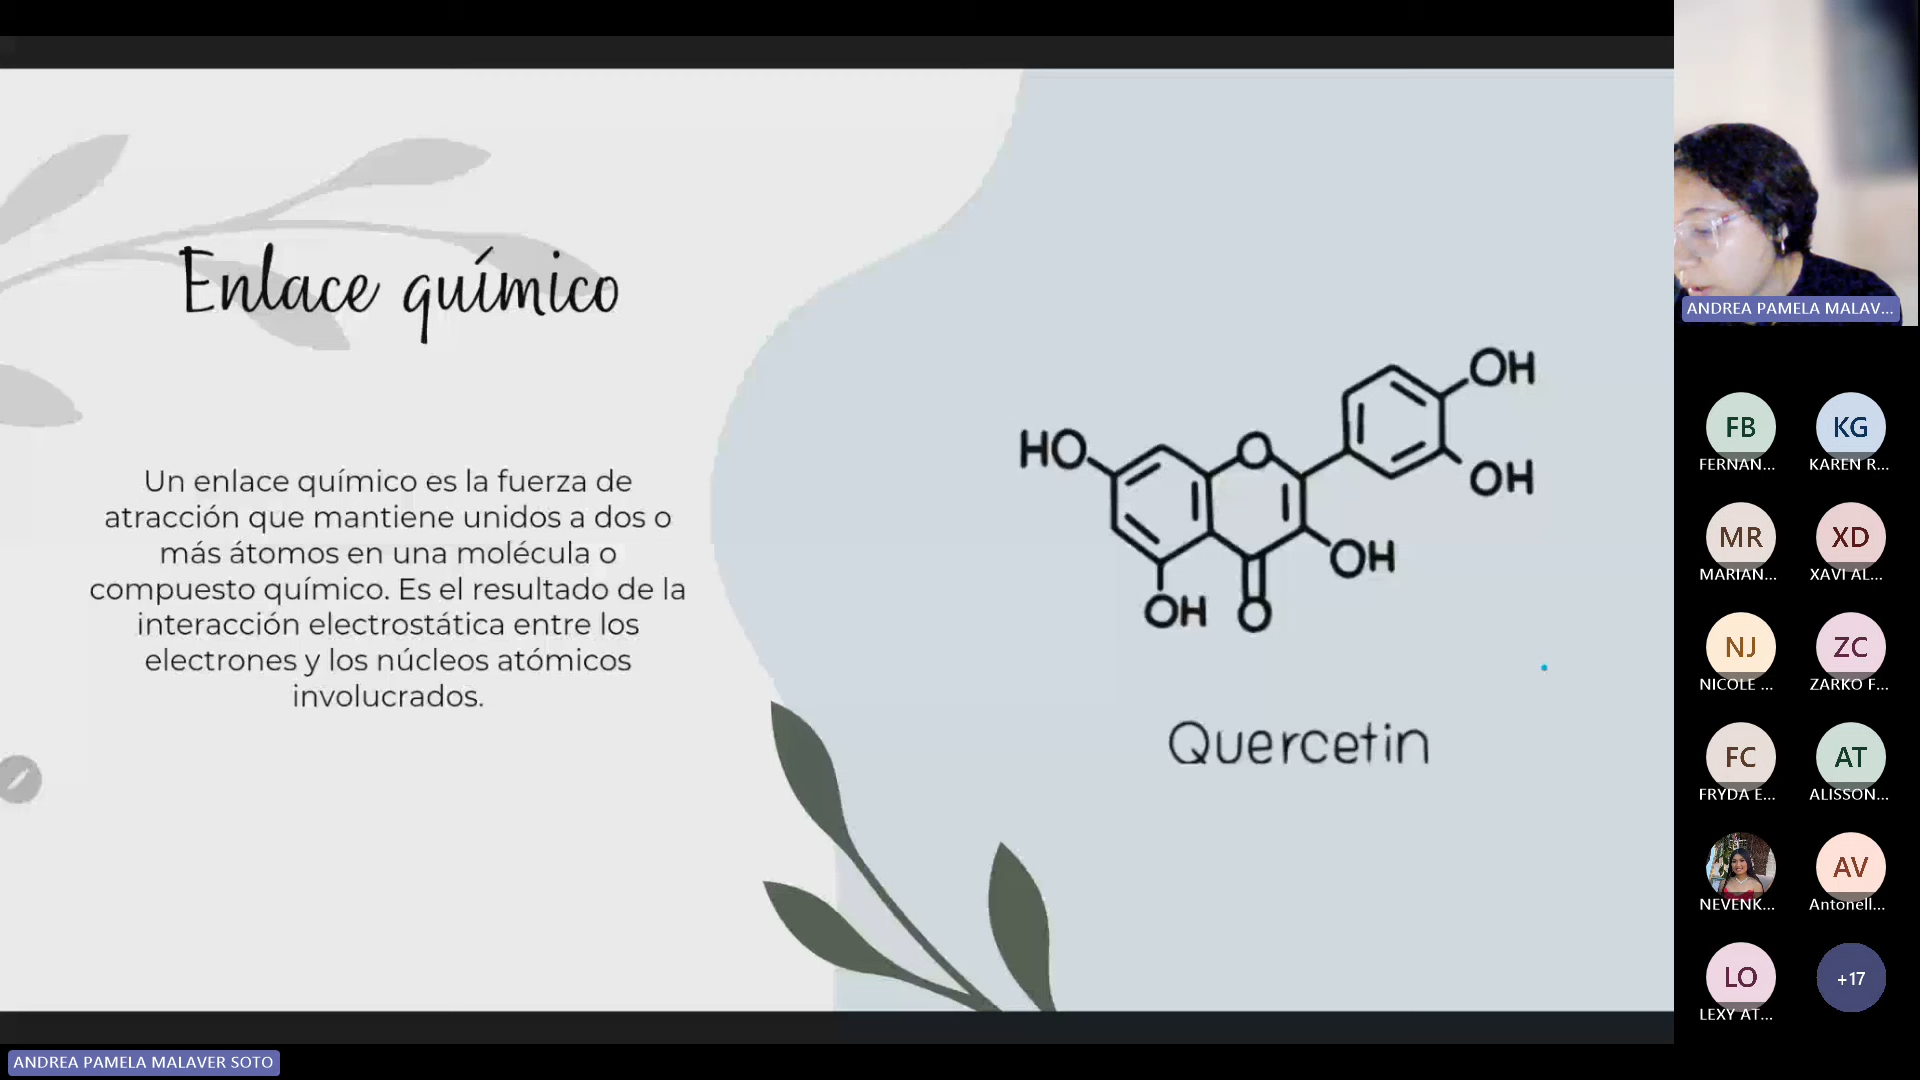 Enlace químico
Un enlace químico es la fuerza de
atracción que mantiene unidos a dos o
más átomos en una molécula o
compuesto químico. Es el resultado de la
interacción electrostática entre los
electrones y los núcleos atómicos
involucrados.
OH
HO
O
OH
OH
OH
O
Quercetin
ANDREA PAMELA MALAVER SOTO
ANDREA PAMELA MALAV...
FB
KG
FERNAN...
KAREN R...
MR
XD
MARIAN...
XAVI AL...
NJ
ZC
NICOLE ...
ZARKO F...
FC
AT
FRYDA E...
ALISSON...
AV
NEVENK...
Antonell...
LO
+17
LEXY AT...